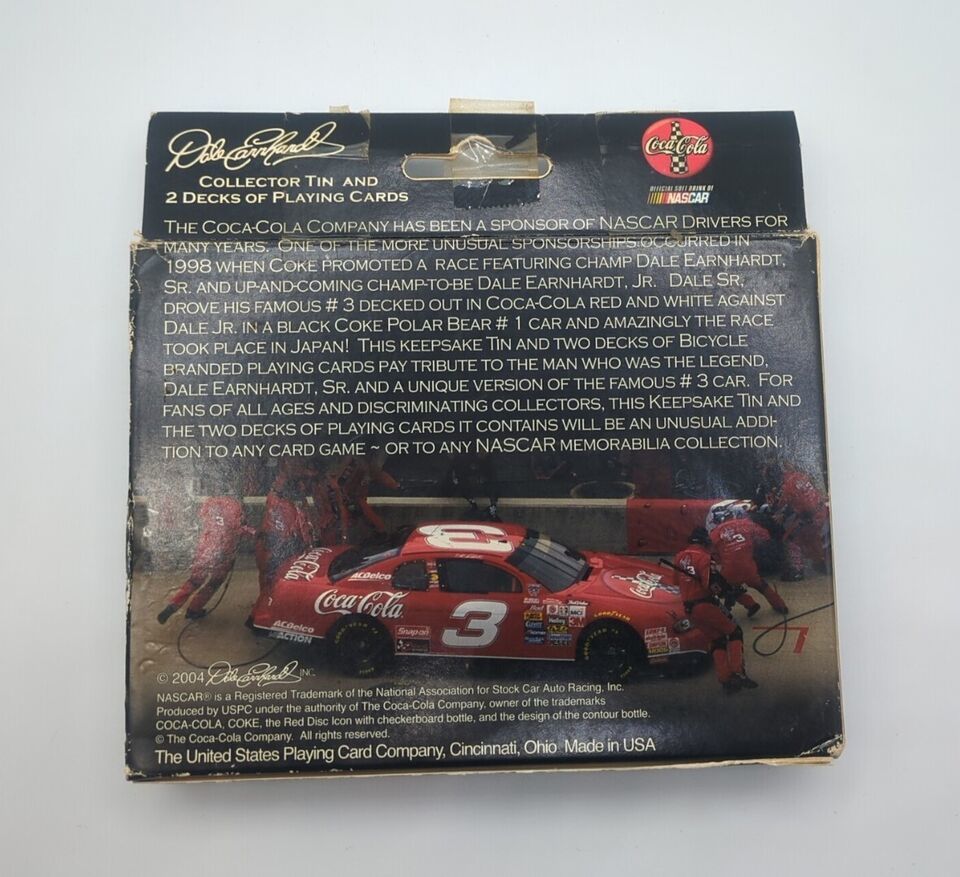 Dale Earnhardt
COLLECTOR TIN AND
2 DECKS OF PLAYING CARDS
Coca-Cola
OFFICIAL SOFT DRINK OF
NASCAR
THE COCA-COLA COMPANY HAS BEEN A SPONSOR OF NASCAR DRIVERS FOR
MANY YEARS. ONE OF THE MORE UNUSUAL SPONSORSHIPS OCCURRED IN
1998 WHEN COKE PROMOTED A RACE FEATURING CHAMP DALE EARNHARDT,
SR. AND UP-AND-COMING CHAMP-TO-BE DALE EARNHARDT, JR. DALE SR.
DROVE HIS FAMOUS # 3 DECKED OUT IN COCA-COLA RED AND WHITE AGAINST
DALE JR. IN A BLACK COKE POLAR BEAR # 1 CAR AND AMAZINGLY THE RACE
TOOK PLACE IN JAPAN! THIS KEEPSAKE TIN AND TWO DECKS OF BICYCLE
BRANDED PLAYING CARDS PAY TRIBUTE TO THE MAN WHO WAS THE LEGEND,
DALE EARNHARDT, SR. AND A UNIQUE VERSION OF THE FAMOUS # 3 CAR. FOR
FANS OF ALL AGES AND DISCRIMINATING COLLECTORS, THIS KEEPSAKE TIN AND
THE TWO DECKS OF PLAYING CARDS IT CONTAINS WILL BE AN UNUSUAL ADDI-
TION TO ANY CARD GAME ~ OR TO ANY NASCAR MEMORABILIA COLLECTION.
3
Coca-Cola
ACDelco
Coca-Cola
Coca-Cola
3
Snap-on
ACDelco
ACTION
GOODYEAR
3M
3
3
© 2004 Dale Earnhardt INC.
NASCAR® is a Registered Trademark of the National Association for Stock Car Auto Racing, Inc.
Produced by USPC under the authority of The Coca-Cola Company, owner of the trademarks
COCA-COLA, COKE, the Red Disc Icon with checkerboard bottle, and the design of the contour bottle.
© The Coca-Cola Company. All rights reserved.
The United States Playing Card Company, Cincinnati, Ohio Made in USA